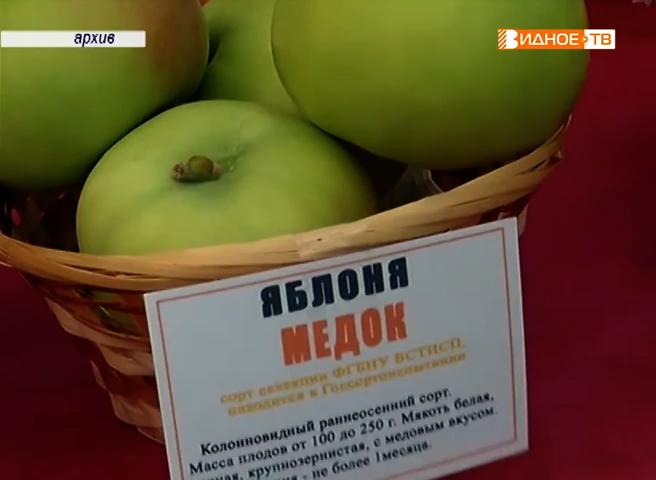 архив
ВИДНОЕ ТВ
ЯБЛОНЯ
МЕДОК
сорт селекции ФГБНУ ВСТИСП,
находится в Госсортоиспытании
Колонновидный раннеосенний сорт.
Масса плодов от 100 до 250 г. Мякоть белая,
крупнозернистая, с медовым вкусом.
- не более 1месяца.